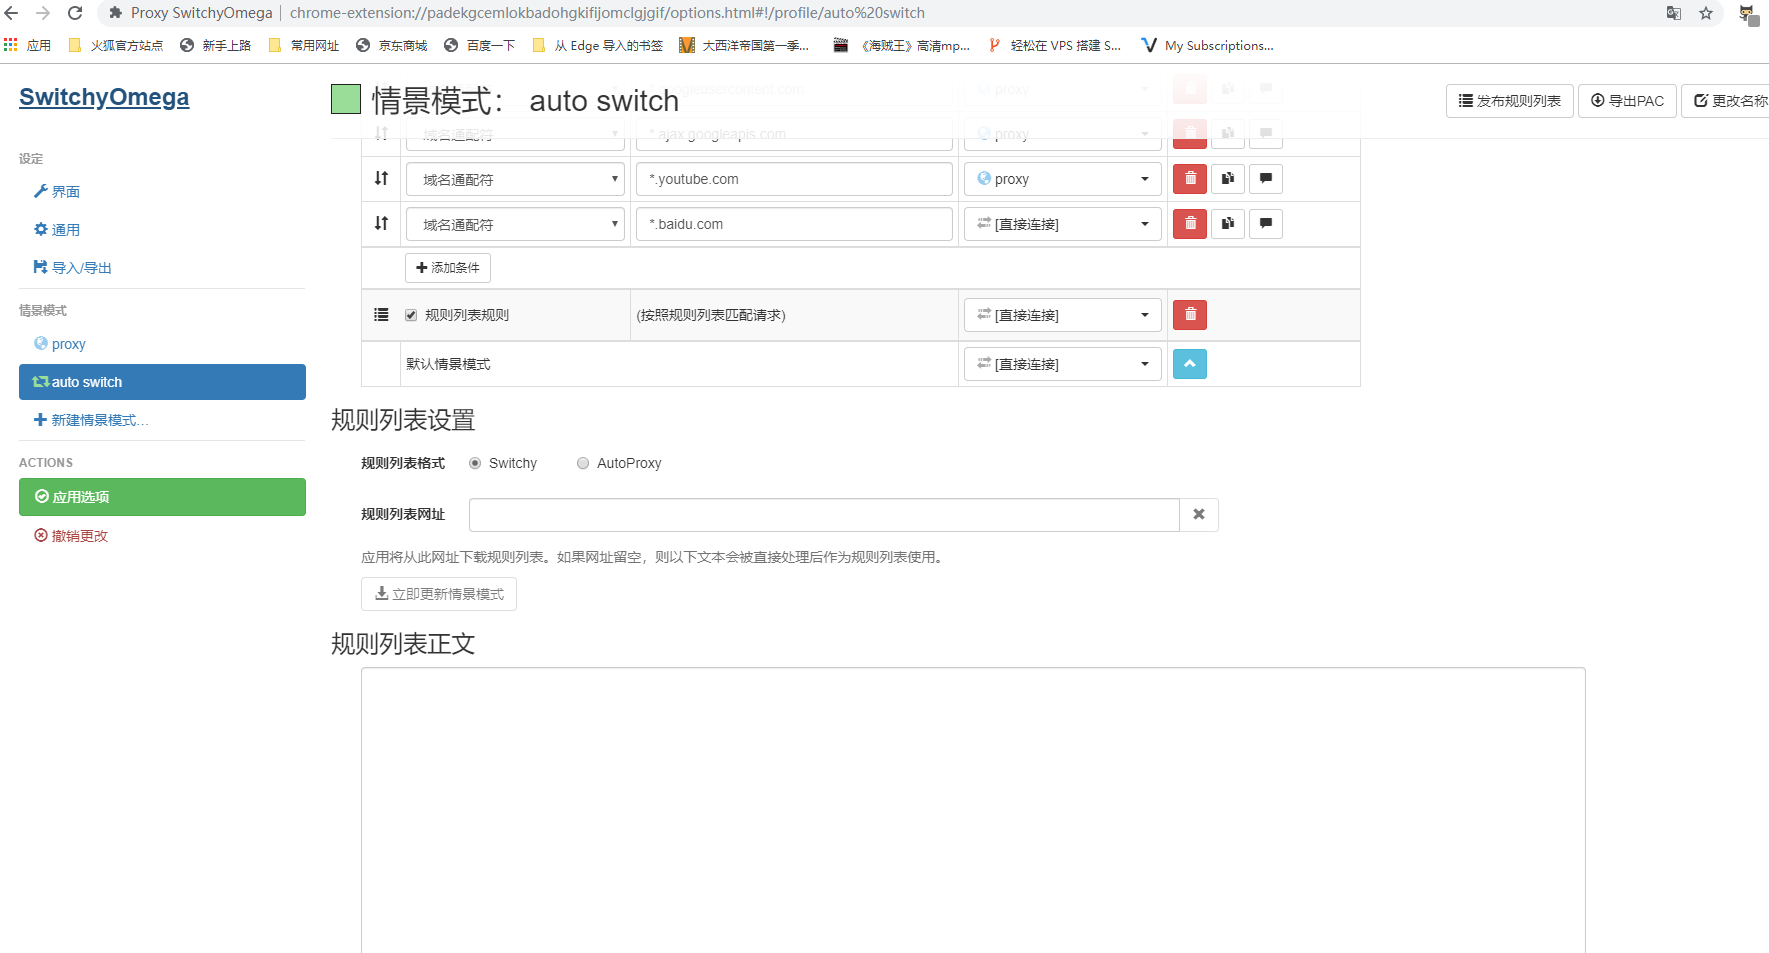 Proxy SwitchyOmega | chrome-extension://padekgcemlokbadohgkifijomclgjgif/options.html#!/profile/auto%20switch
应用 火狐官方站点 新手上路 常用网址 京东商城 百度一下 从 Edge 导入的书签 大西洋帝国第一季... 《海贼王》高清mp... 轻松在 VPS 搭建 S... My Subscriptions...
SwitchyOmega
设定
界面
通用
导入/导出
情景模式
proxy
auto switch
新建情景模式...
ACTIONS
应用选项
撤销更改
情景模式： auto switch
发布规则列表 导出PAC 更改名称
proxy
域名通配符 *.ajax.googleapis.com proxy
域名通配符 *.youtube.com proxy
域名通配符 *.baidu.com [直接连接]
添加条件
规则列表规则 (按照规则列表匹配请求) [直接连接]
默认情景模式 [直接连接]
规则列表设置
规则列表格式 Switchy AutoProxy
规则列表网址
应用将从此网址下载规则列表。如果网址留空，则以下文本会被直接处理后作为规则列表使用。
立即更新情景模式
规则列表正文